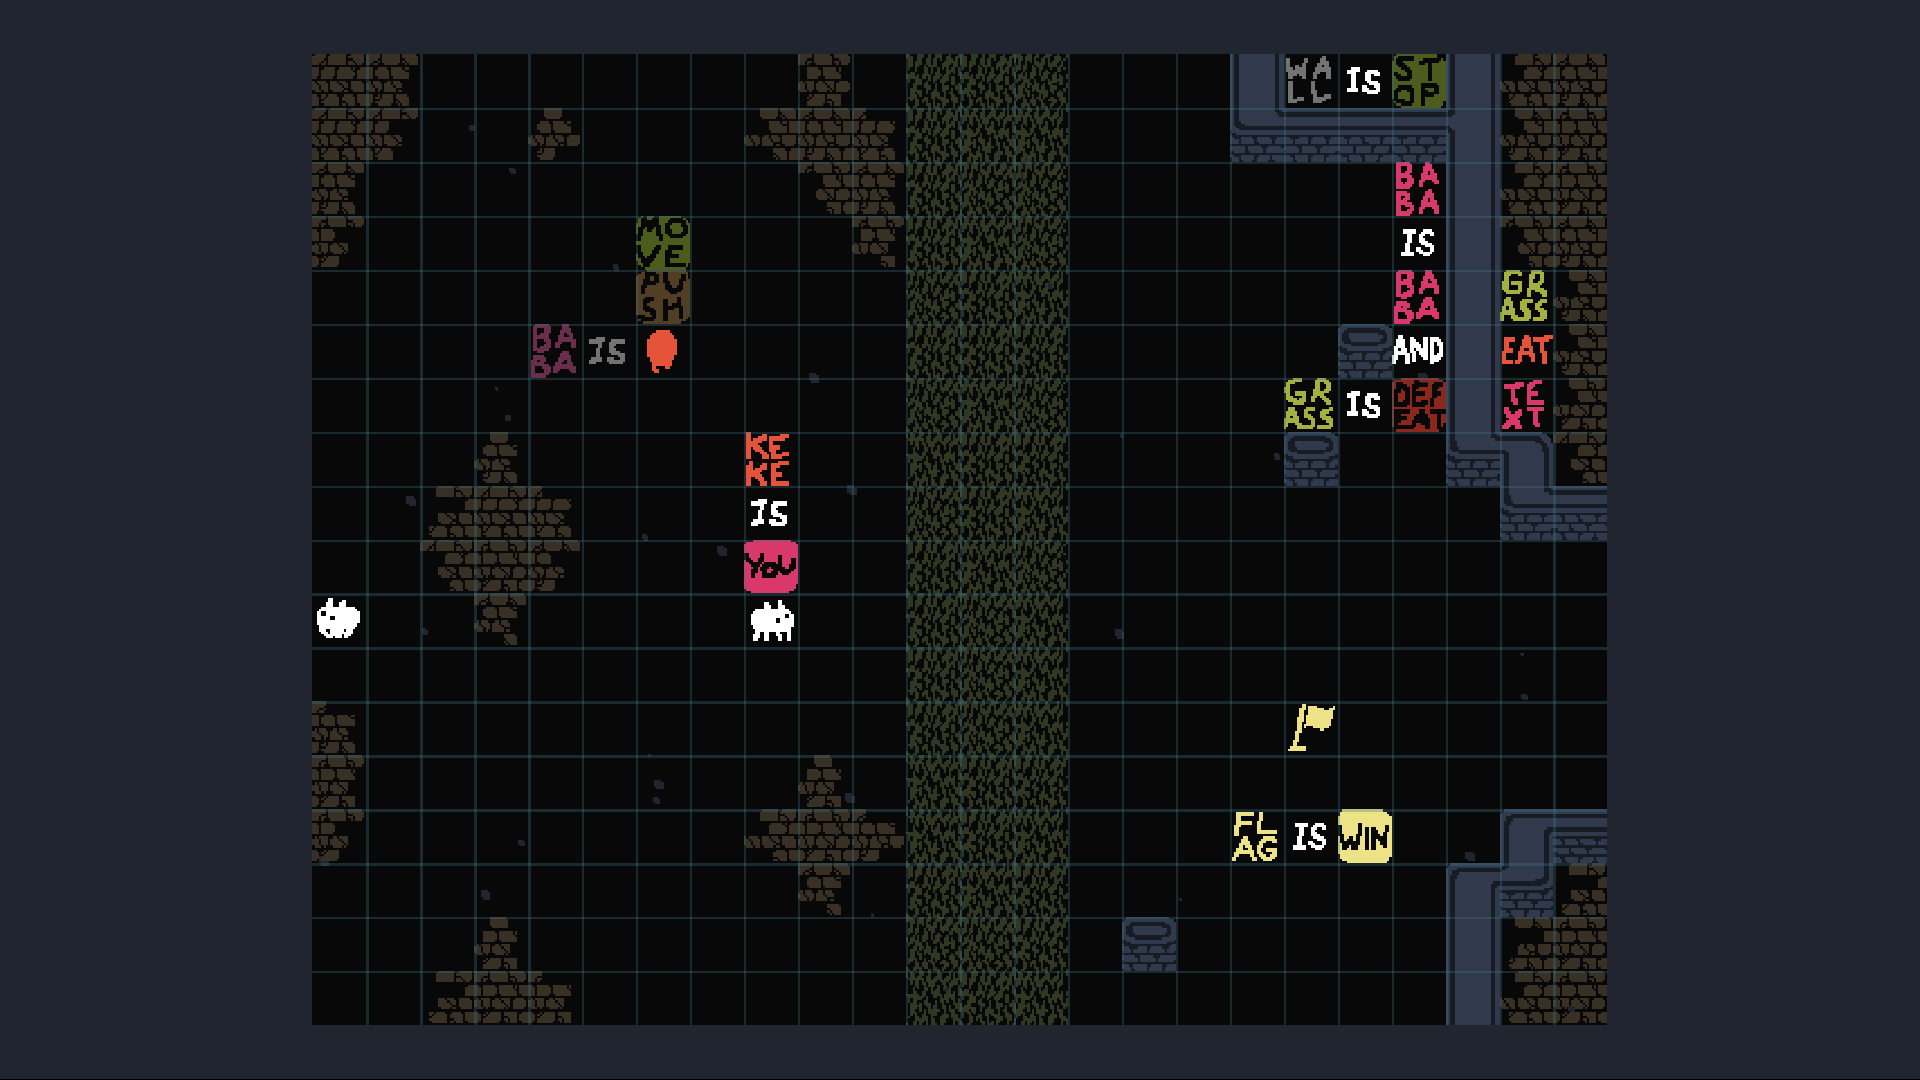 WALL IS STOP
BABA
IS
MOVE
PUSH
BABA
GRASS
BABA IS
AND
EAT
GRASS IS DEFEAT
TEXT
KEKE
IS
YOU
FLAG IS WIN